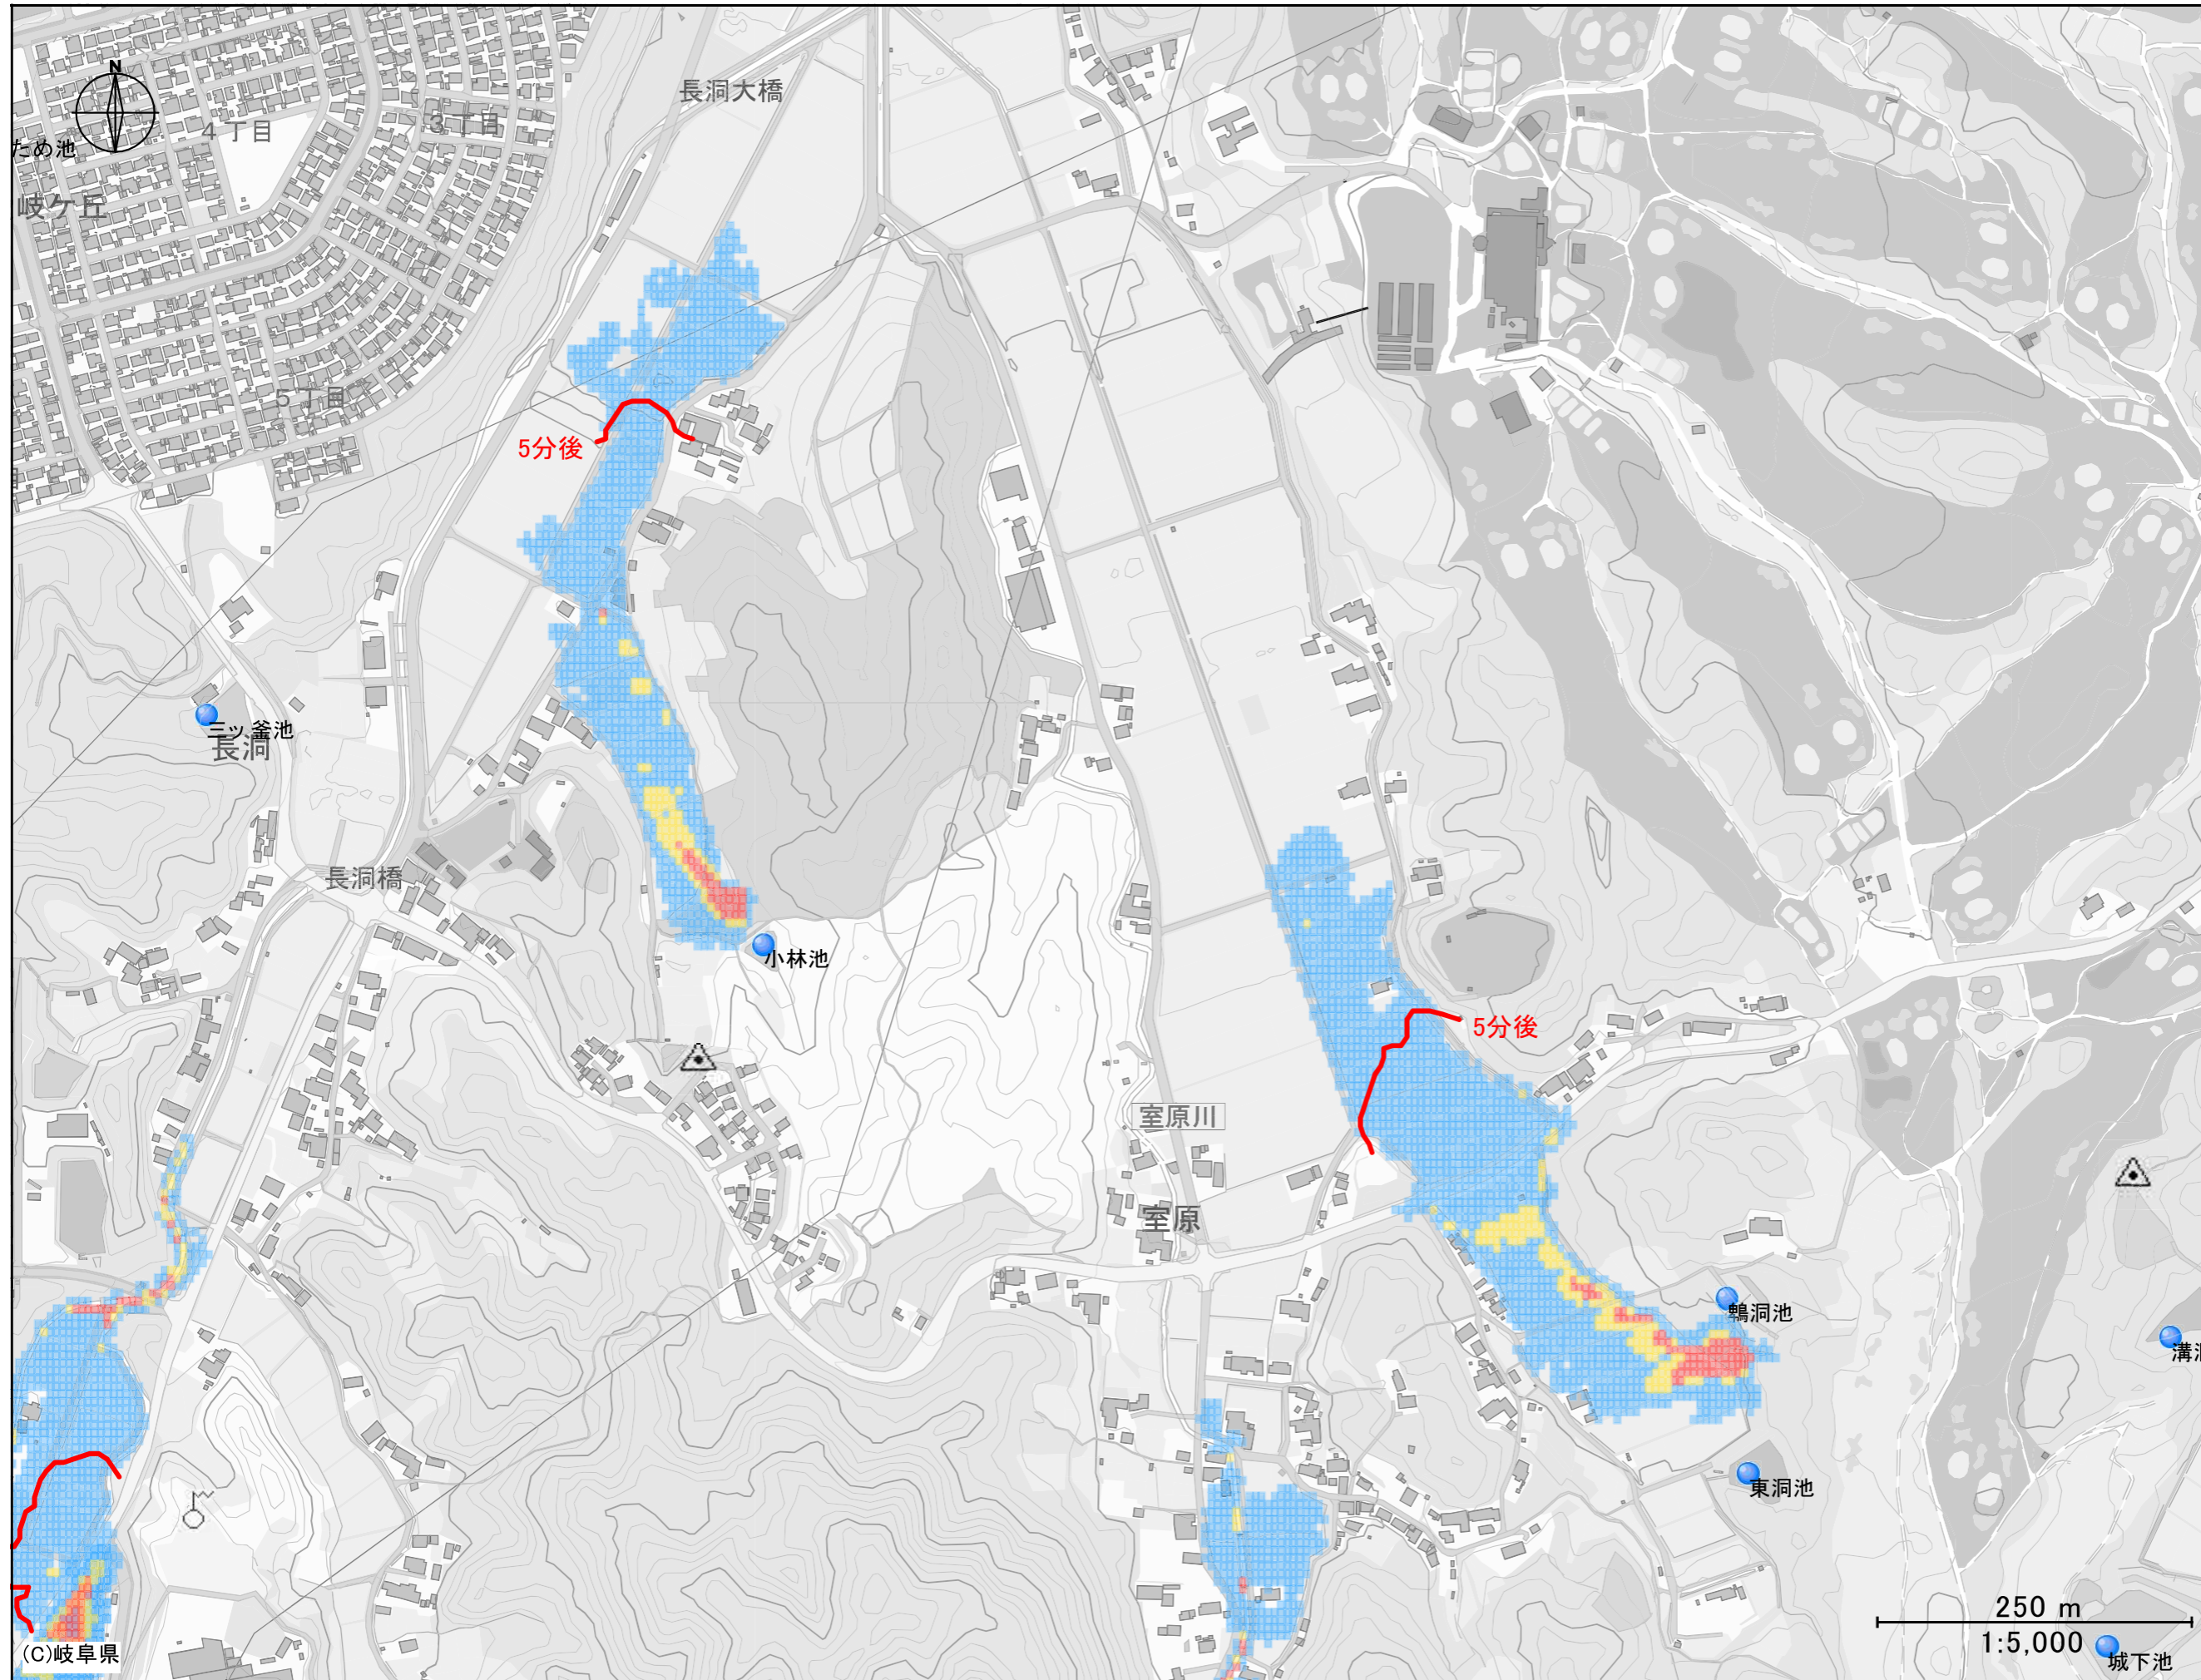 N
長洞大橋
4丁目
3丁目
ため池
岐ケ丘
5丁目
5分後
三ッ釜池
長洞
長洞橋
小林池
5分後
室原川
室原
鶉洞池
溝洞
東洞池
250 m
1:5,000
城下池
(C)岐阜県